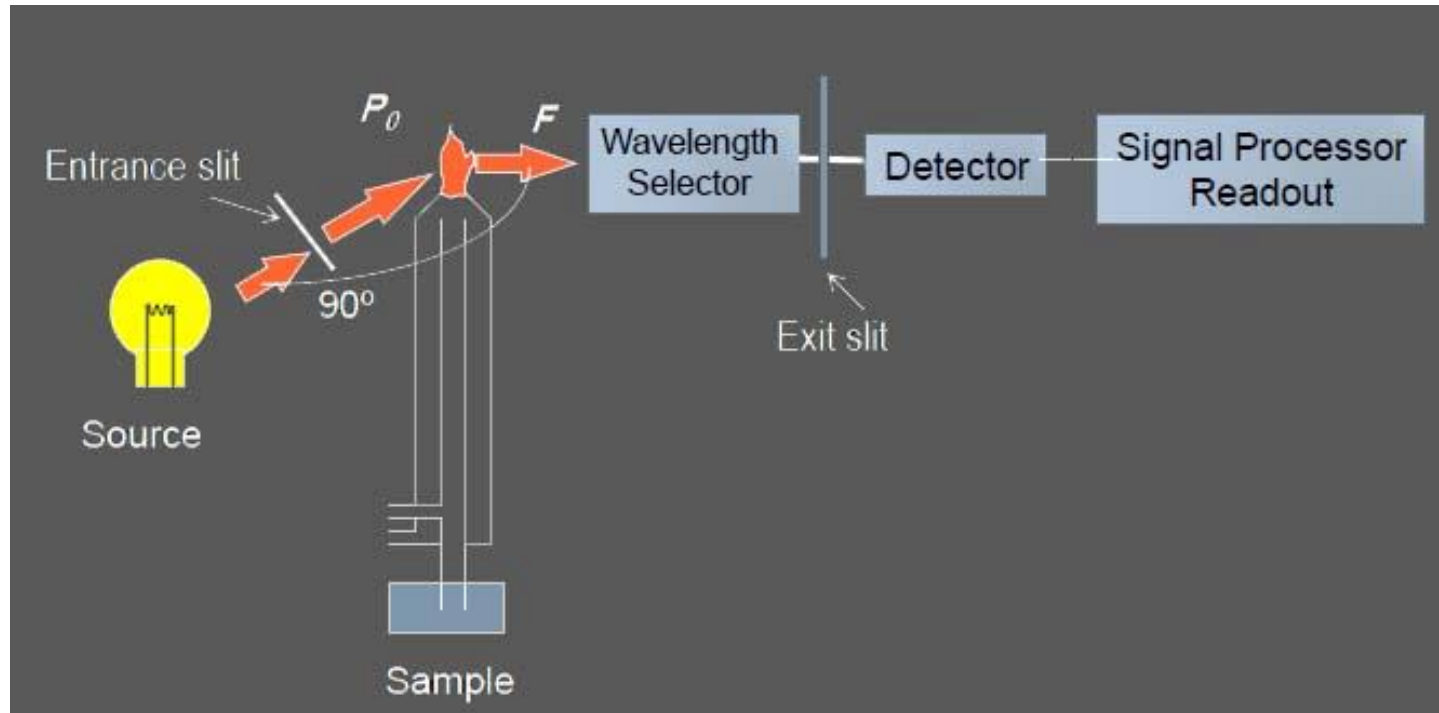 P0
F
Entrance slit
Wavelength
Selector
Detector
Signal Processor
Readout
90º
Exit slit
Source
Sample